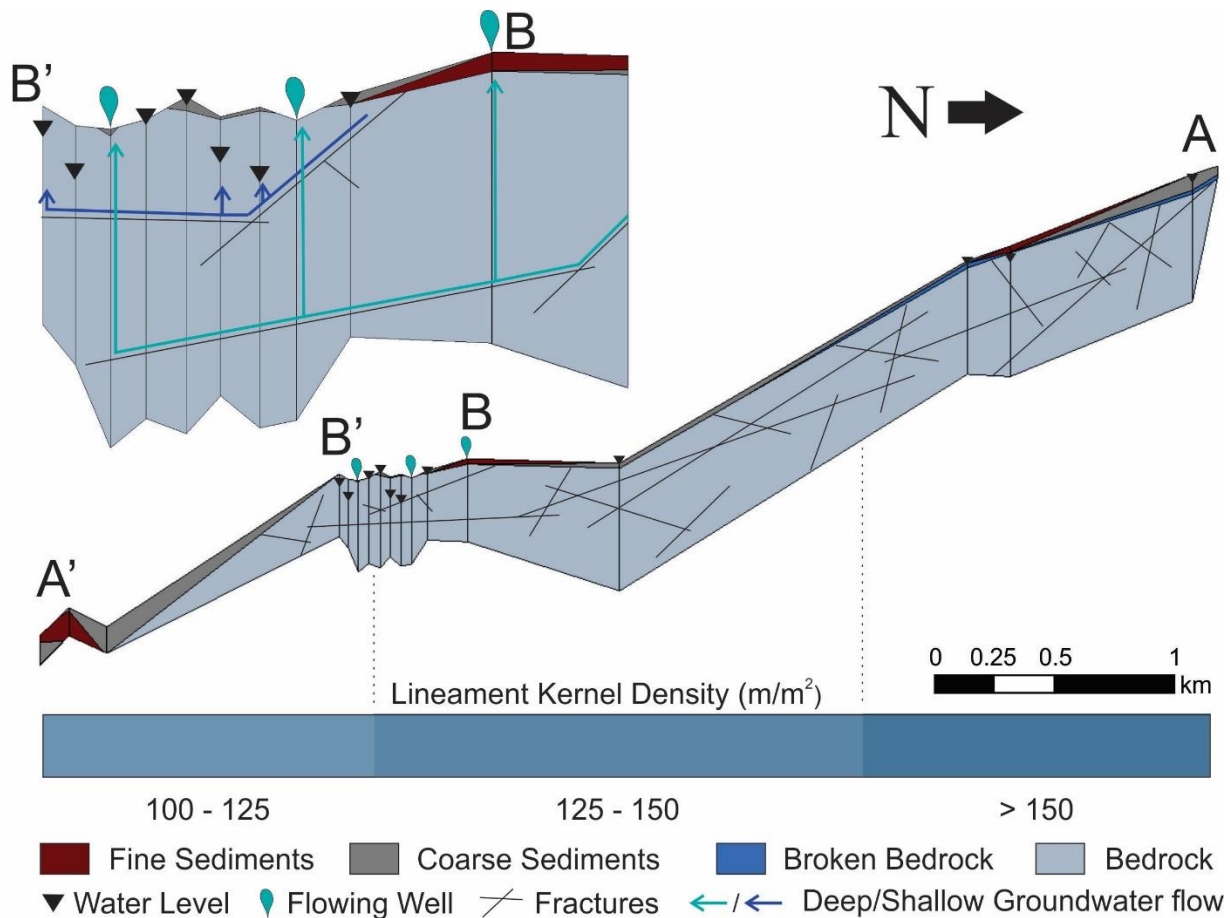 B
B’
N
A
B
B’
A’
0 0.25 0.5 1
km
Lineament Kernel Density (m/m²)
100 - 125 125 - 150 > 150
Fine Sediments Coarse Sediments Broken Bedrock Bedrock
Water Level Flowing Well Fractures / Deep/Shallow Groundwater flow